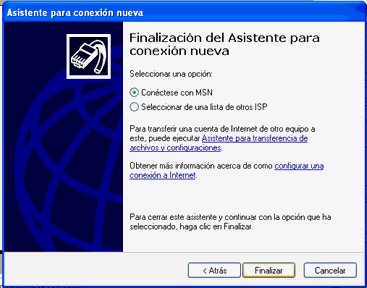 Asistente para conexión nueva
Finalización del Asistente para
conexión nueva
Seleccionar una opción:
Conéctese con MSN
Seleccionar de una lista de otros ISP
Para transferir una cuenta de Internet de otro equipo a
este, puede ejecutar Asistente para transferencia de
archivos y configuraciones.
Obtener más información acerca de como configurar una
conexión a Internet.
Para cerrar este asistente y continuar con la opción que ha
seleccionado, haga clic en Finalizar.
< Atrás
Finalizar
Cancelar